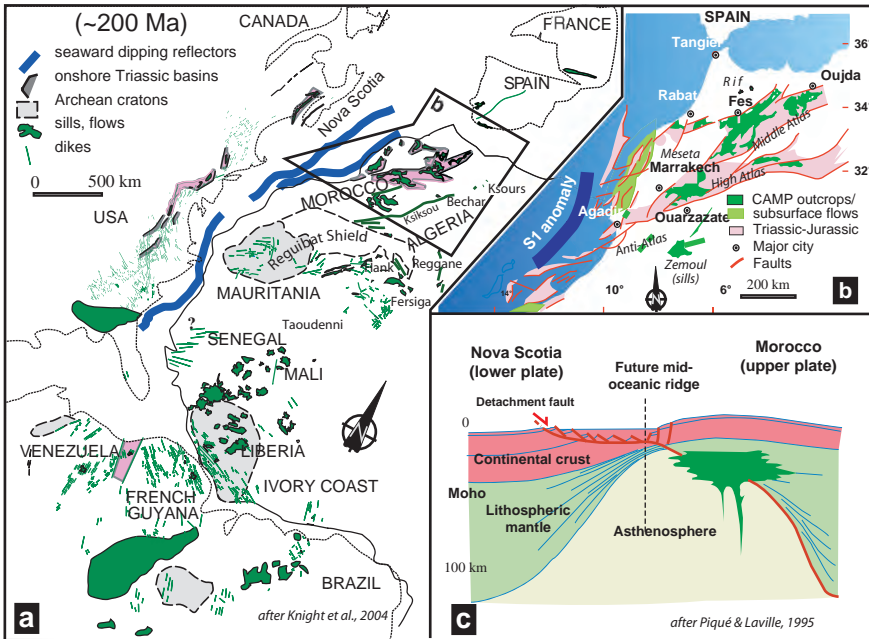 (~200 Ma)
seaward dipping reflectors
onshore Triassic basins
Archean cratons
sills, flows
dikes
0 500 km
CANADA
FRANCE
SPAIN
Nova Scotia
b
USA
MOROCCO
Ksours
Bechar
Ksiksou
ALGERIA
Reguibat Shield
Hank
Reggane
MAURITANIA
Fersiga
Taoudenni
?
SENEGAL
MALI
N
VENEZUELA
LIBERIA
IVORY COAST
FRENCH
GUYANA
BRAZIL
a
after Knight et al., 2004
SPAIN
Tangier
36°
Oujda
Rif
Rabat
Fes
34°
Middle Atlas
Meseta
Marrakech
32°
High Atlas
S1 anomaly
Agadir
Ouarzazate
Anti-Atlas
Zemoul
(sills)
CAMP outcrops/
subsurface flows
Triassic-Jurassic
Major city
Faults
14°
10°
6°
N
200 km
b
Nova Scotia
(lower plate)
Future mid-
oceanic ridge
Morocco
(upper plate)
Detachment fault
0
Continental crust
Moho
Lithospheric
mantle
Asthenosphere
100 km
c
after Piqué & Laville, 1995